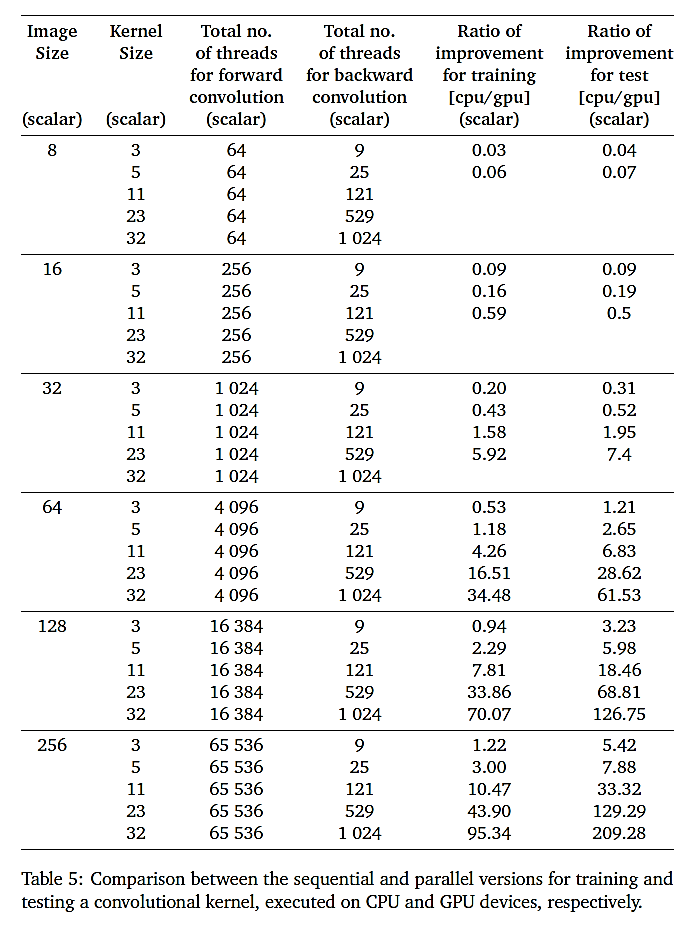 Image Kernel Total no. Total no. Ratio of Ratio of
Size Size of threads of threads improvement improvement
for forward for backward for training for test
convolution convolution [cpu/gpu] [cpu/gpu]
(scalar) (scalar) (scalar) (scalar) (scalar) (scalar)
8 3 64 9 0.03 0.04
5 64 25 0.06 0.07
11 64 121
23 64 529
32 64 1 024
16 3 256 9 0.09 0.09
5 256 25 0.16 0.19
11 256 121 0.59 0.5
23 256 529
32 256 1 024
32 3 1 024 9 0.20 0.31
5 1 024 25 0.43 0.52
11 1 024 121 1.58 1.95
23 1 024 529 5.92 7.4
32 1 024 1 024
64 3 4 096 9 0.53 1.21
5 4 096 25 1.18 2.65
11 4 096 121 4.26 6.83
23 4 096 529 16.51 28.62
32 4 096 1 024 34.48 61.53
128 3 16 384 9 0.94 3.23
5 16 384 25 2.29 5.98
11 16 384 121 7.81 18.46
23 16 384 529 33.86 68.81
32 16 384 1 024 70.07 126.75
256 3 65 536 9 1.22 5.42
5 65 536 25 3.00 7.88
11 65 536 121 10.47 33.32
23 65 536 529 43.90 129.29
32 65 536 1 024 95.34 209.28
Table 5: Comparison between the sequential and parallel versions for training and
testing a convolutional kernel, executed on CPU and GPU devices, respectively.